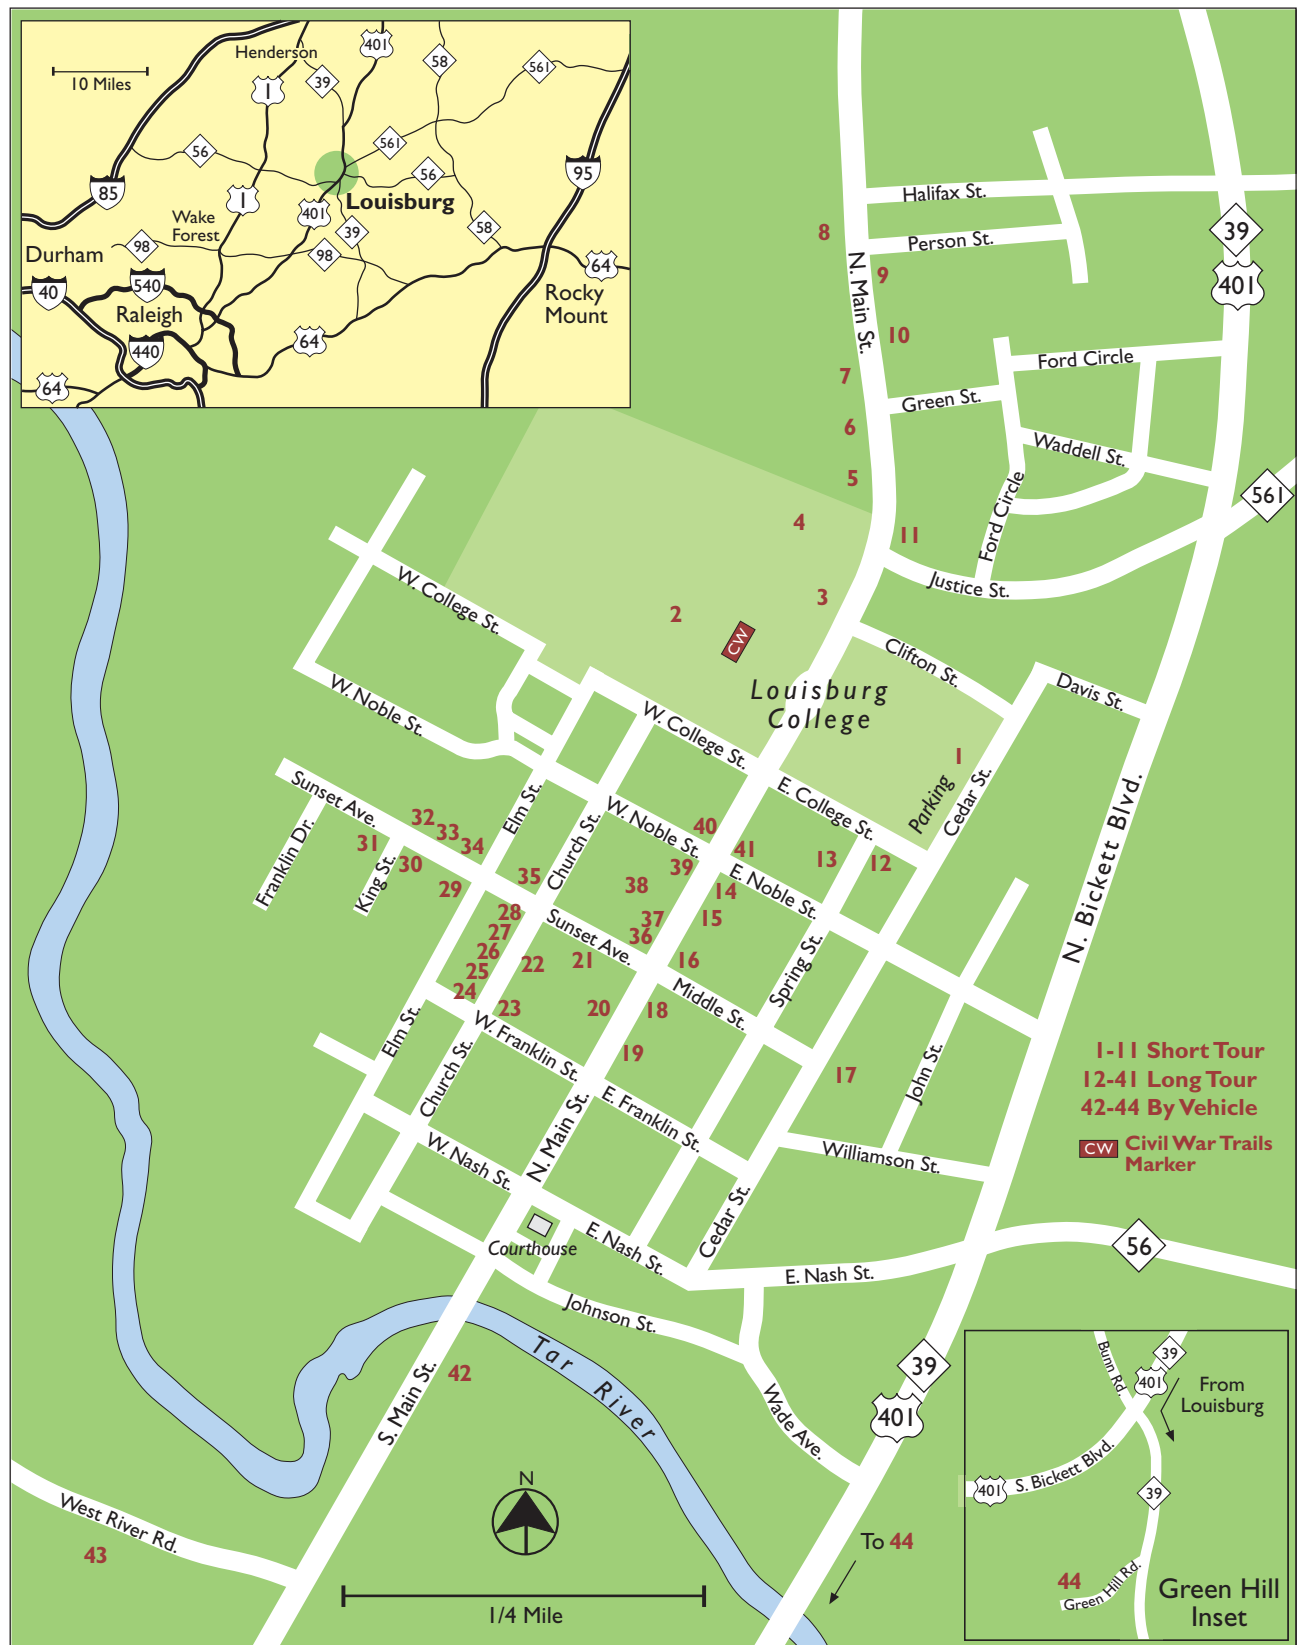 Henderson
401
58
561
10 Miles
39
1
561
56
56
95
85
1
Louisburg
Wake
Forest
401
39
58
98
98
Durham
64
540
40
Rocky
Mount
Raleigh
64
440
64
Halifax St.
Person St.
39
401
8
9
N. Main St.
10
Ford Circle
7
Green St.
6
Waddell St.
5
561
Ford Circle
4
11
Justice St.
W. College St.
3
2
CW
Clifton St.
Davis St.
Louisburg
College
W. Noble St.
W. College St.
1
Parking
Cedar St.
N. Bickett Blvd.
E. College St.
Sunset Ave.
Elm St.
W. Noble St.
32
33
34
31
30
29
Franklin Dr.
King St.
Church St.
40
41
13
12
39
35
38
14
E. Noble St.
28
37
15
27
36
Sunset Ave.
26
22
21
16
25
24
23
20
18
Middle St.
Spring St.
Elm St.
W. Franklin St.
19
17
John St.
Church St.
E. Franklin St.
1-11 Short Tour
12-41 Long Tour
42-44 By Vehicle
CW
Civil War Trails
Marker
N. Main St.
W. Nash St.
Williamson St.
Cedar St.
Courthouse
E. Nash St.
E. Nash St.
56
Johnson St.
Tar River
42
S. Main St.
39
401
Wade Ave.
West River Rd.
43
N
1/4 Mile
To 44
Bunn Rd.
39
401
From
Louisburg
S. Bickett Blvd.
401
39
44
Green Hill Rd.
Green Hill
Inset